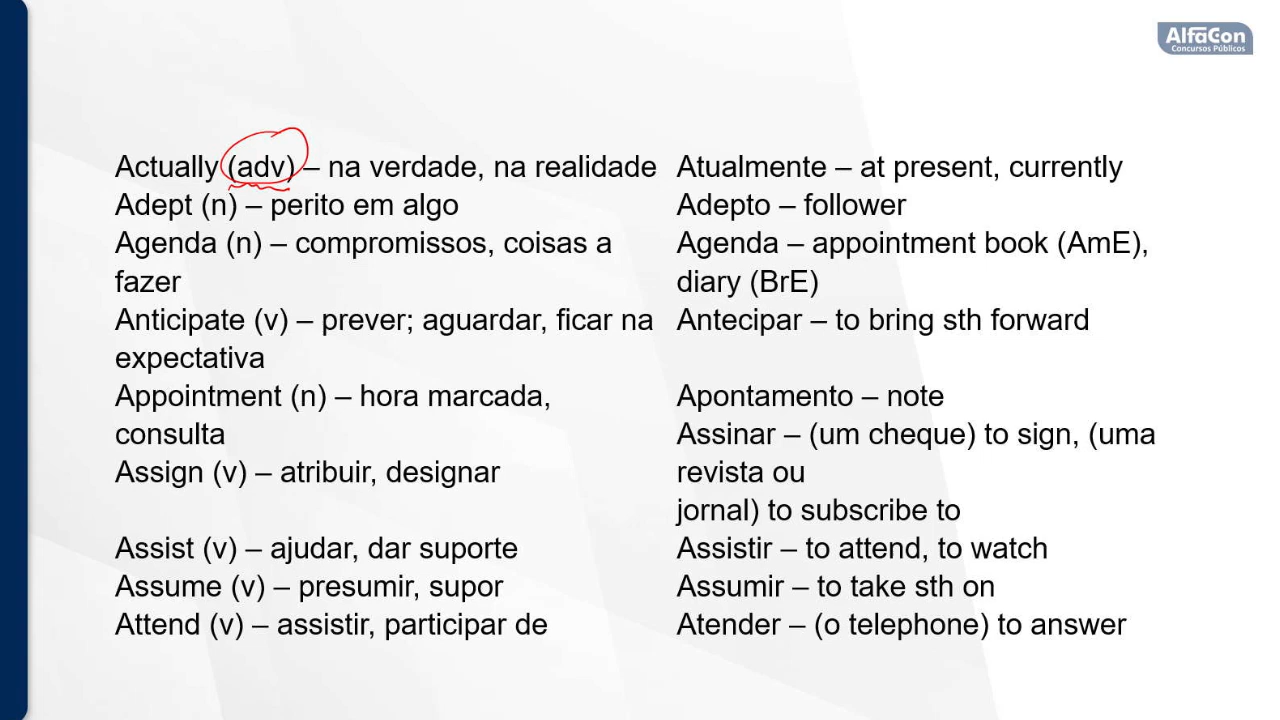 AlfaCon
Concursos Públicos
Actually (adv) – na verdade, na realidade
Adept (n) – perito em algo
Agenda (n) – compromissos, coisas a
fazer
Anticipate (v) – prever; aguardar, ficar na
expectativa
Appointment (n) – hora marcada,
consulta
Assign (v) – atribuir, designar
Assist (v) – ajudar, dar suporte
Assume (v) – presumir, supor
Attend (v) – assistir, participar de
Atualmente – at present, currently
Adepto – follower
Agenda – appointment book (AmE),
diary (BrE)
Antecipar – to bring sth forward
Apontamento – note
Assinar – (um cheque) to sign, (uma
revista ou
jornal) to subscribe to
Assistir – to attend, to watch
Assumir – to take sth on
Atender – (o telephone) to answer